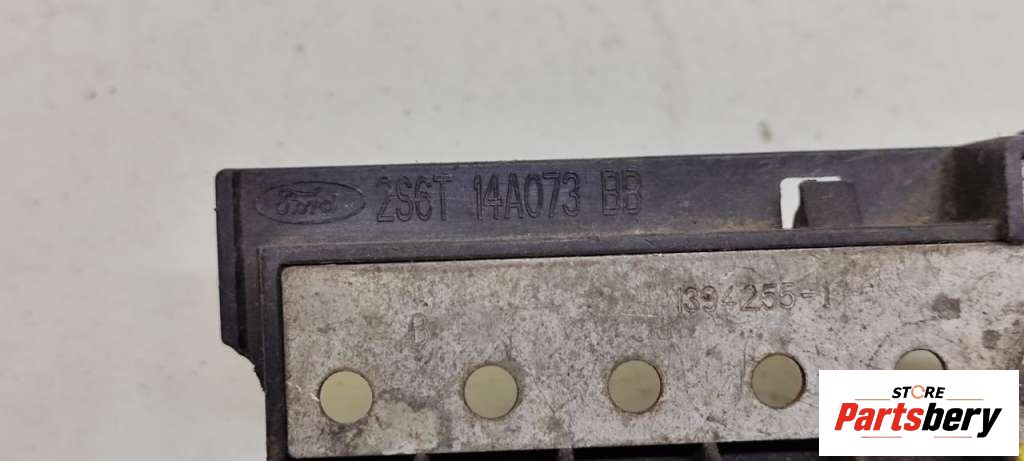 Ford 2S6T 14A073 BB
1394255-1
STORE
Partsbery